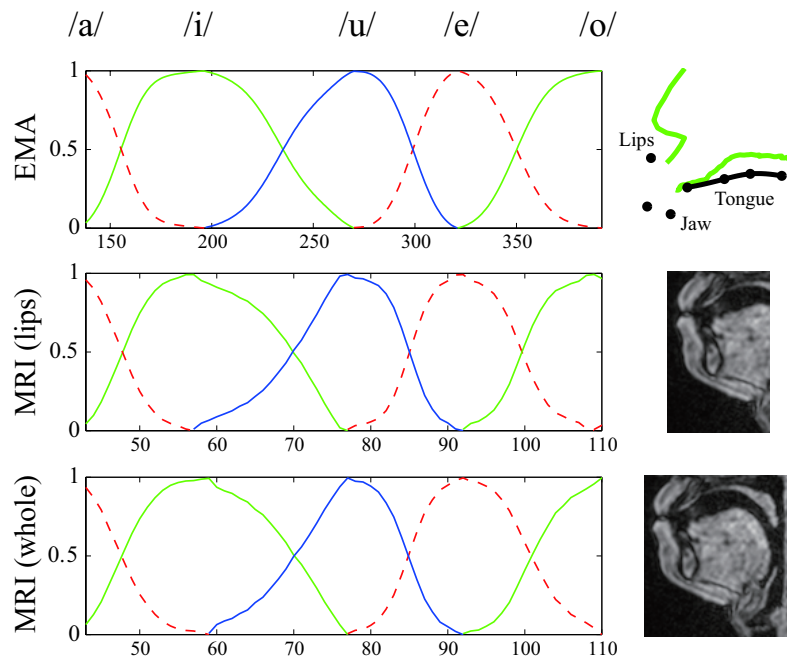 /a/ /i/ /u/ /e/ /o/
EMA
1
0.5
0
150 200 250 300 350
Lips
Tongue
Jaw
MRI (lips)
1
0.5
0
50 60 70 80 90 100 110
MRI (whole)
1
0.5
0
50 60 70 80 90 100 110